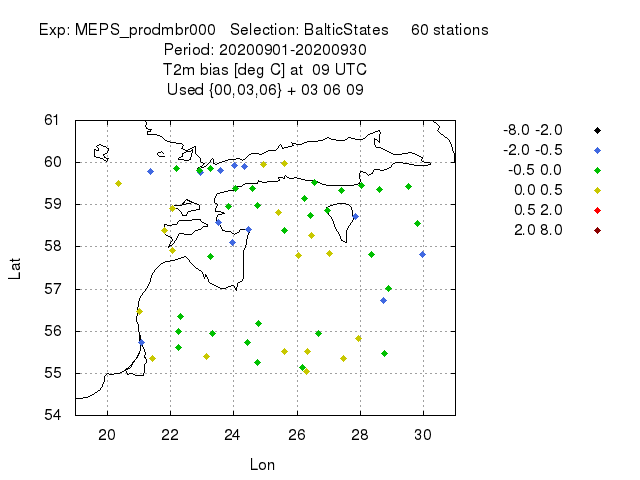 Exp: MEPS_prodmbr000 Selection: BalticStates 60 stations
Period: 20200901-20200930
T2m bias [deg C] at 09 UTC
Used {00,03,06} + 03 06 09
61
60
59
58
57
56
55
54
Lat
20 22 24 26 28 30
Lon
-8.0 -2.0
-2.0 -0.5
-0.5 0.0
0.0 0.5
0.5 2.0
2.0 8.0